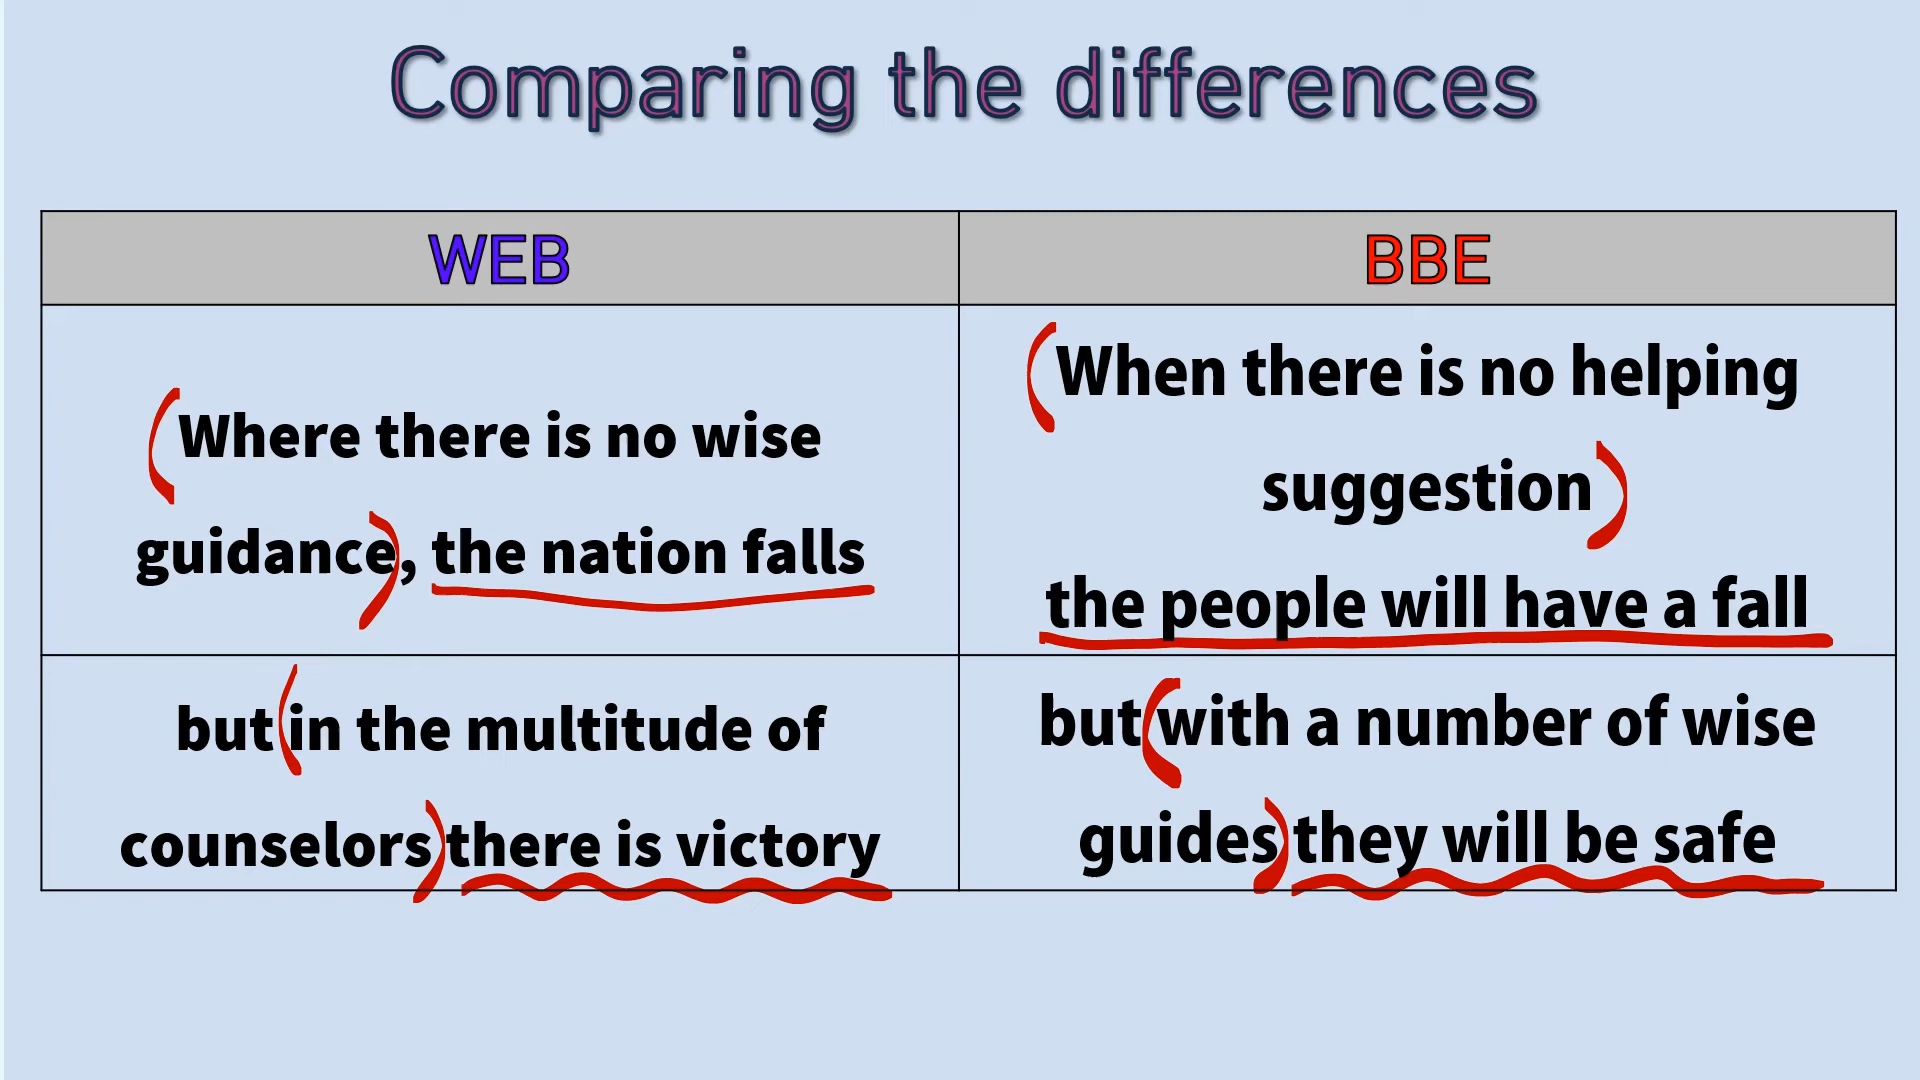 Comparing the differences
WEB
BBE
Where there is no wise
guidance, the nation falls
When there is no helping
suggestion
the people will have a fall
but in the multitude of
counselors there is victory
but with a number of wise
guides they will be safe